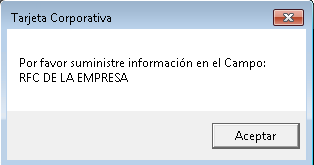 Tarjeta Corporativa
Por favor suministre información en el Campo:
RFC DE LA EMPRESA
Aceptar